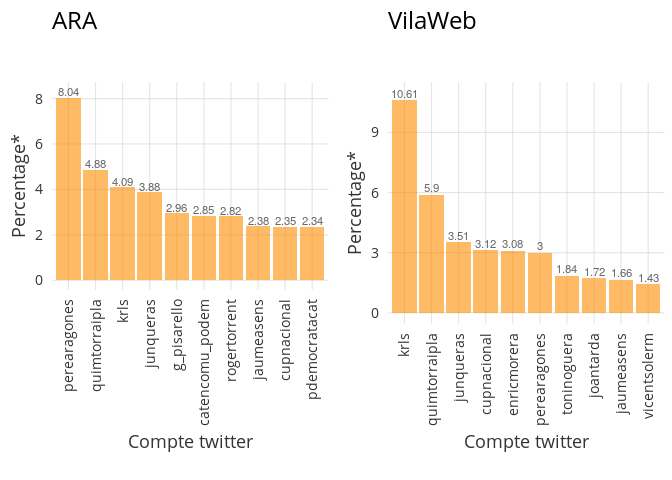 ARA
Percentage*
8
6
4
2
0
8.04
4.88
4.09
3.88
2.96
2.85
2.82
2.38
2.35
2.34
perearagones
quimtorraipla
krls
junqueras
g_pisarello
catencomu_podem
rogertorrent
jaumeasens
cupnacional
pdemocratacat
Compte twitter
VilaWeb
Percentage*
9
6
3
0
10.61
5.9
3.51
3.12
3.08
3
1.84
1.72
1.66
1.43
krls
quimtorraipla
junqueras
cupnacional
enricmorera
perearagones
toninoguera
joantarda
jaumeasens
vicentsolerm
Compte twitter